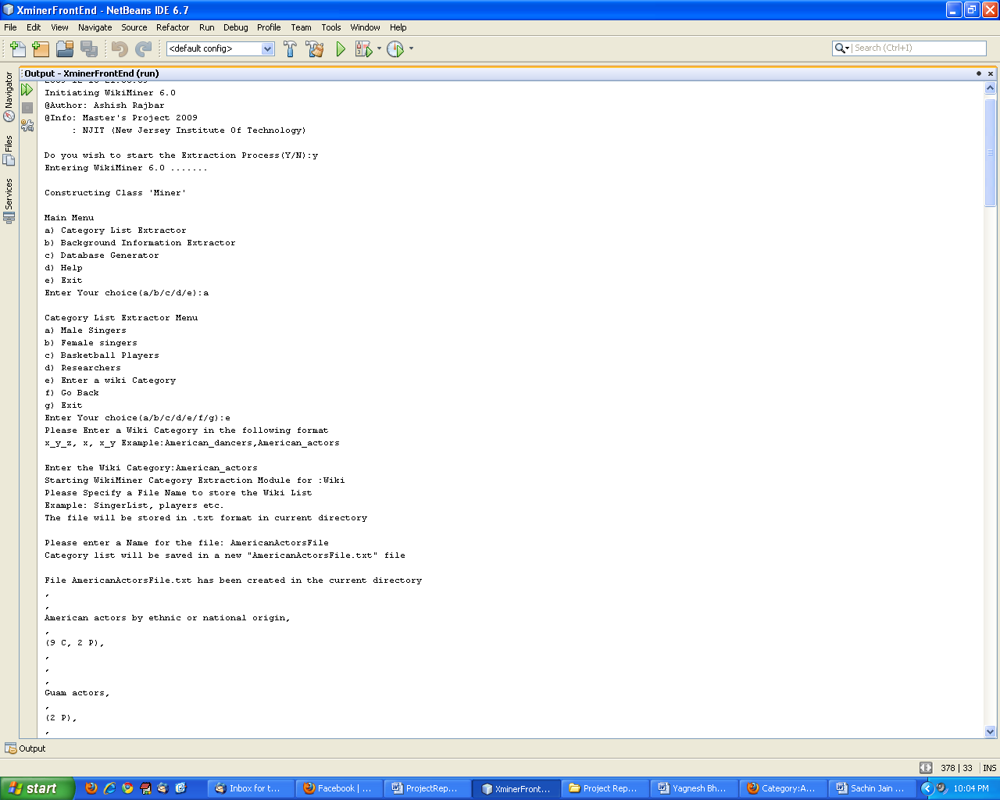 XminerFrontEnd - NetBeans IDE 6.7
File Edit View Navigate Source Refactor Run Debug Profile Team Tools Window Help
<default config>
Search (Ctrl+I)
Output - XminerFrontEnd (run)
Navigator
Files
Services
Initiating WikiMiner 6.0
@Author: Ashish Rajbar
@Info: Master's Project 2009
: NJIT (New Jersey Institute Of Technology)
Do you wish to start the Extraction Process(Y/N):y
Entering WikiMiner 6.0 .......
Constructing Class 'Miner'
Main Menu
a) Category List Extractor
b) Background Information Extractor
c) Database Generator
d) Help
e) Exit
Enter Your choice(a/b/c/d/e):a
Category List Extractor Menu
a) Male Singers
b) Female singers
c) Basketball Players
d) Researchers
e) Enter a wiki Category
f) Go Back
g) Exit
Enter Your choice(a/b/c/d/e/f/g):e
Please Enter a Wiki Category in the following format
x_y_z, x, x_y Example:American_dancers,American_actors
Enter the Wiki Category:American_actors
Starting WikiMiner Category Extraction Module for :Wiki
Please Specify a File Name to store the Wiki List
Example: SingerList, players etc.
The file will be stored in .txt format in current directory
Please enter a Name for the file: AmericanActorsFile
Category list will be saved in a new "AmericanActorsFile.txt" file
File AmericanActorsFile.txt has been created in the current directory
,
,
American actors by ethnic or national origin,
,
(9 C, 2 P),
,
,
,
Guam actors,
,
(2 P),
,
Output
378 | 33 INS
start Inbox for t... Facebook | ... ProjectRep... XminerFront... Project Rep... Yagnesh Bh... Category:A... Sachin Jain ... 10:04 PM